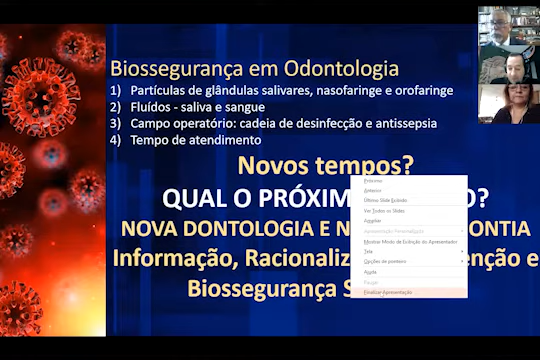 Biossegurança em Odontologia
1) Partículas de glândulas salivares, nasofaringe e orofaringe
2) Fluídos - saliva e sangue
3) Campo operatório: cadeia de desinfecção e antissepsia
4) Tempo de atendimento
Novos tempos?
QUAL O PRÓXIM O?
NOVA DONTOLOGIA E N ONTIA
Informação, Racionaliz enção e
Biossegurança S
Próximo
Anterior
Último Slide Exibido
Ver Todos os Slides
Ampliar
Apresentação Personalizada
Mostrar Modo de Exibição do Apresentador
Tela
Opções de ponteiro
Ajuda
Pausar
Finalizar Apresentação